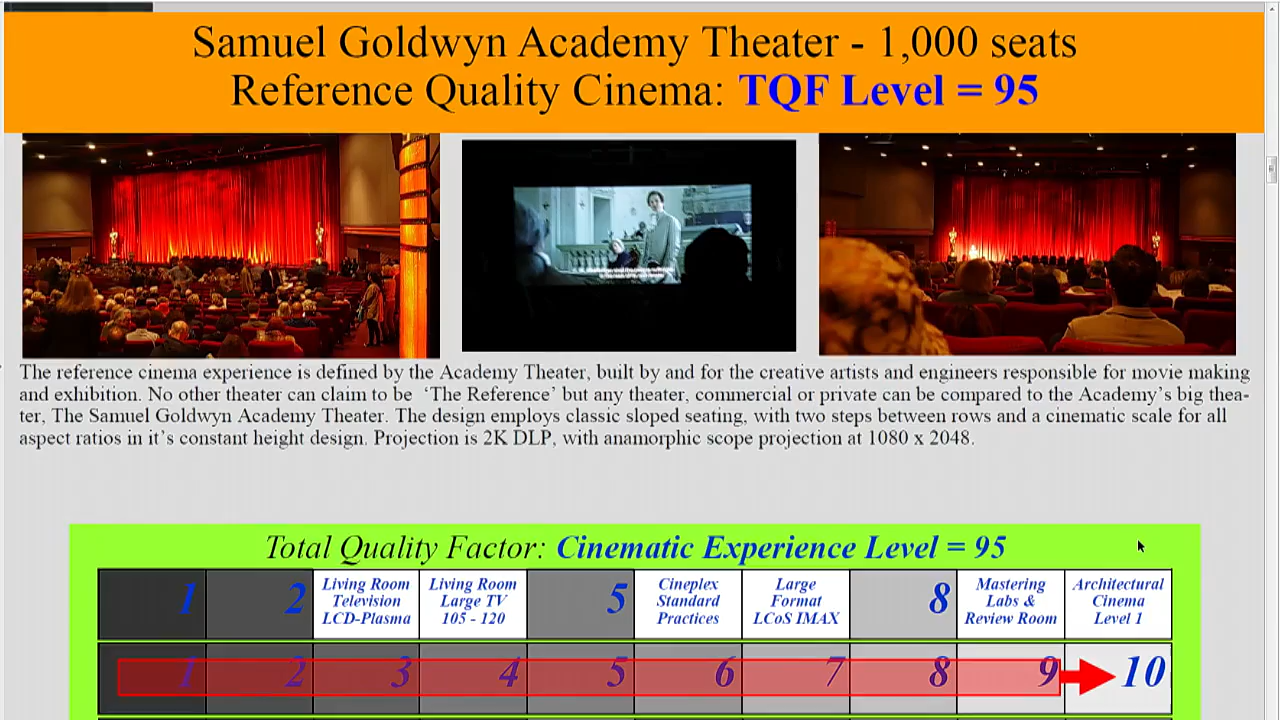 Samuel Goldwyn Academy Theater - 1,000 seats
Reference Quality Cinema: TQF Level = 95
The reference cinema experience is defined by the Academy Theater, built by and for the creative artists and engineers responsible for movie making
and exhibition. No other theater can claim to be ‘The Reference’ but any theater, commercial or private can be compared to the Academy’s big thea-
ter, The Samuel Goldwyn Academy Theater. The design employs classic sloped seating, with two steps between rows and a cinematic scale for all
aspect ratios in it’s constant height design. Projection is 2K DLP, with anamorphic scope projection at 1080 x 2048.
Total Quality Factor: Cinematic Experience Level = 95
1 2 Living Room Living Room 5 Cineplex Large 8 Mastering Architectural
Television Large TV Standard Format Labs & Cinema
LCD-Plasma 105 - 120 Practices LCoS IMAX Review Room Level 1
1 2 3 4 5 6 7 8 9 10